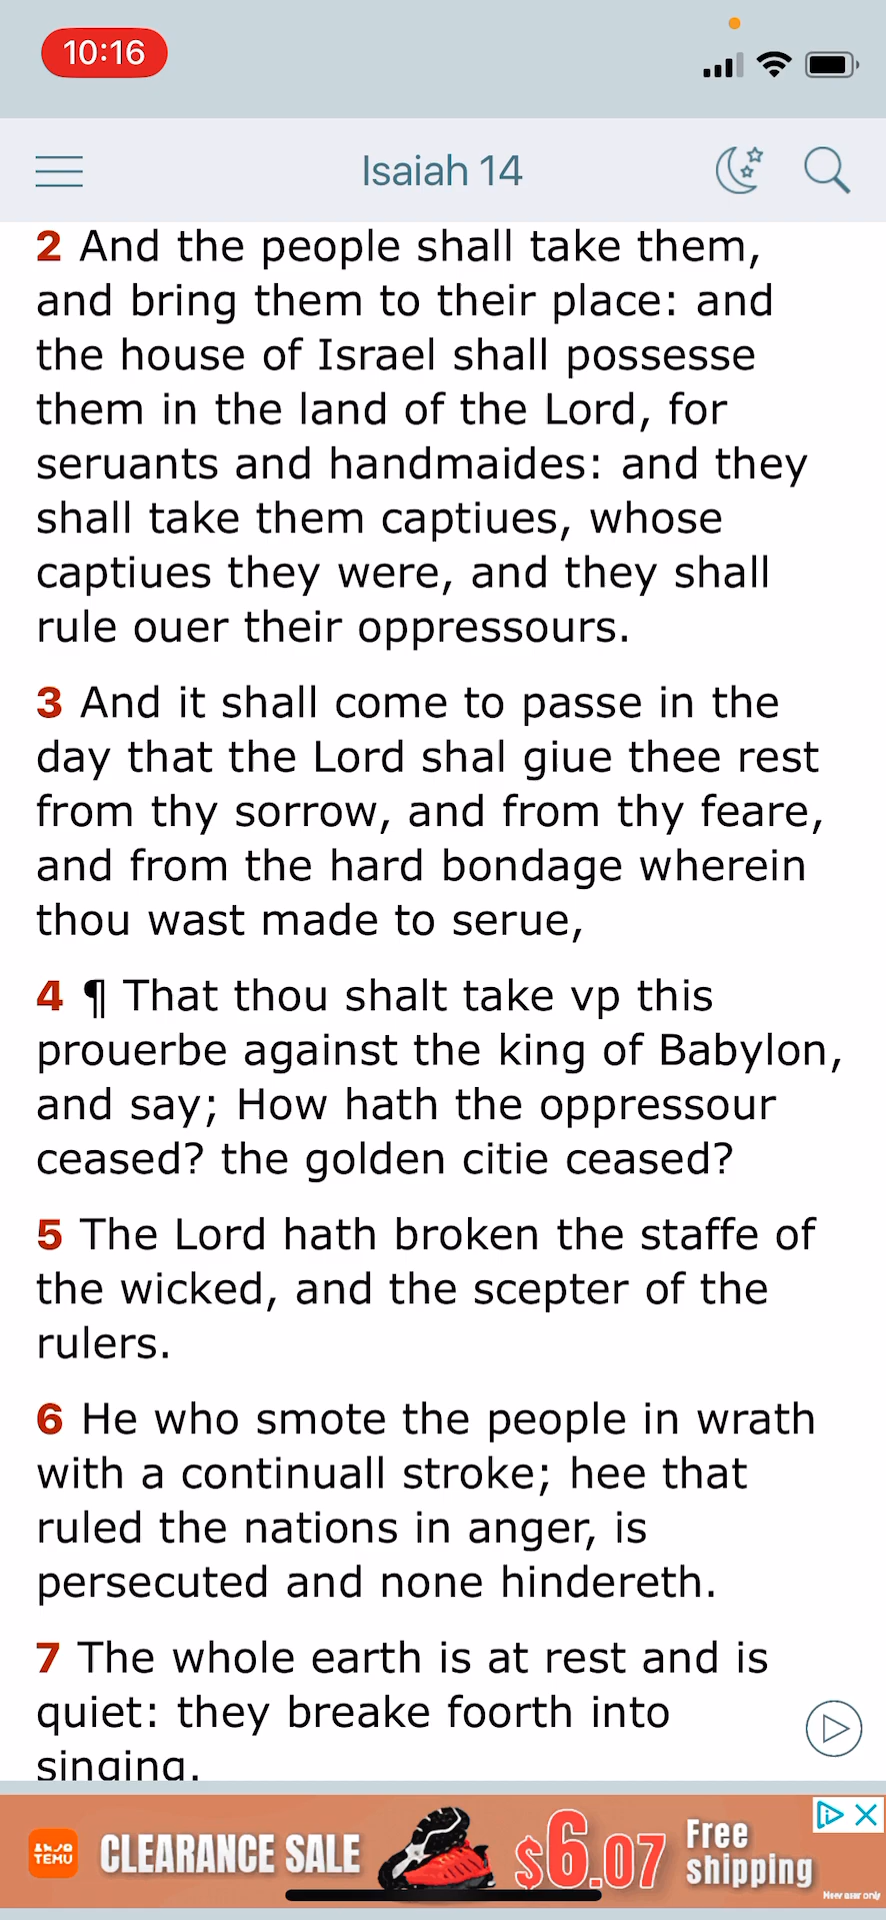 10:16
Isaiah 14
2 And the people shall take them,
and bring them to their place: and
the house of Israel shall possesse
them in the land of the Lord, for
seruants and handmaides: and they
shall take them captiues, whose
captiues they were, and they shall
rule ouer their oppressours.
3 And it shall come to passe in the
day that the Lord shal giue thee rest
from thy sorrow, and from thy feare,
and from the hard bondage wherein
thou wast made to serue,
4 ¶ That thou shalt take vp this
prouerbe against the king of Babylon,
and say; How hath the oppressour
ceased? the golden citie ceased?
5 The Lord hath broken the staffe of
the wicked, and the scepter of the
rulers.
6 He who smote the people in wrath
with a continuall stroke; hee that
ruled the nations in anger, is
persecuted and none hindereth.
7 The whole earth is at rest and is
quiet: they breake foorth into
singing.
TEMU
CLEARANCE SALE
$6.07
Free
shipping
New user only